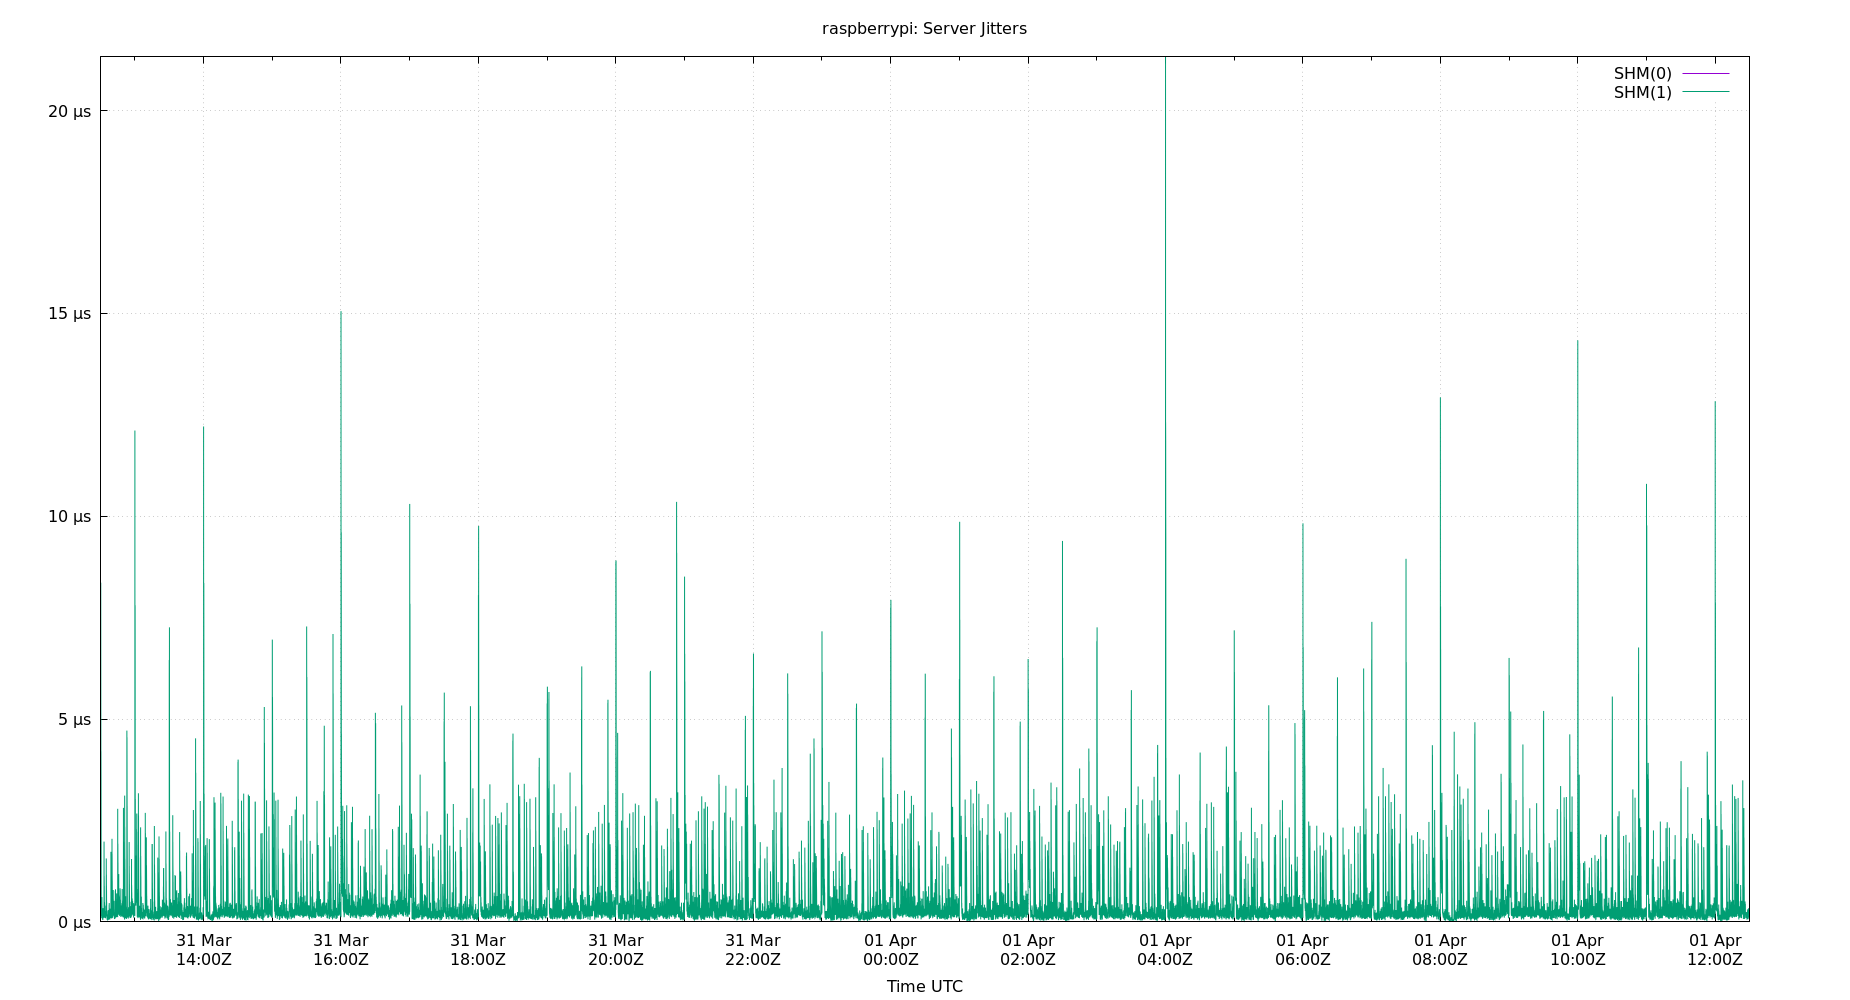 raspberrypi: Server Jitters
SHM(0)
SHM(1)
20 µs
15 µs
10 µs
5 µs
0 µs
31 Mar
14:00Z
31 Mar
16:00Z
31 Mar
18:00Z
31 Mar
20:00Z
31 Mar
22:00Z
01 Apr
00:00Z
01 Apr
02:00Z
01 Apr
04:00Z
01 Apr
06:00Z
01 Apr
08:00Z
01 Apr
10:00Z
01 Apr
12:00Z
Time UTC